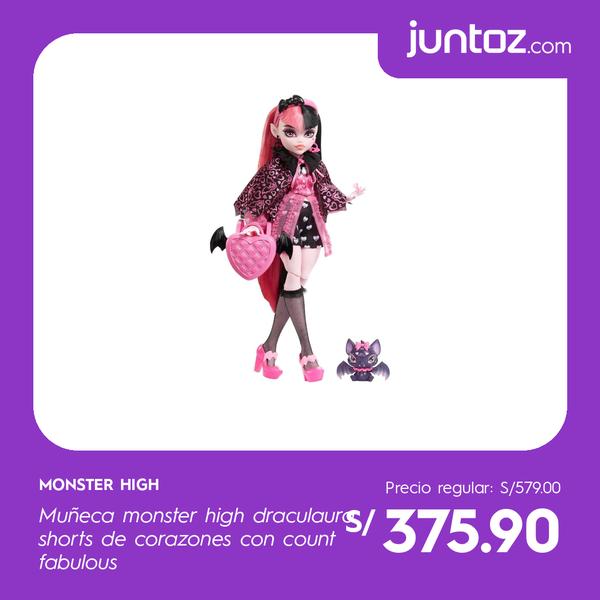 juntoz.com
MONSTER HIGH
Muñeca monster high draculaura
shorts de corazones con count
fabulous
Precio regular: S/579.00
S/ 375.90